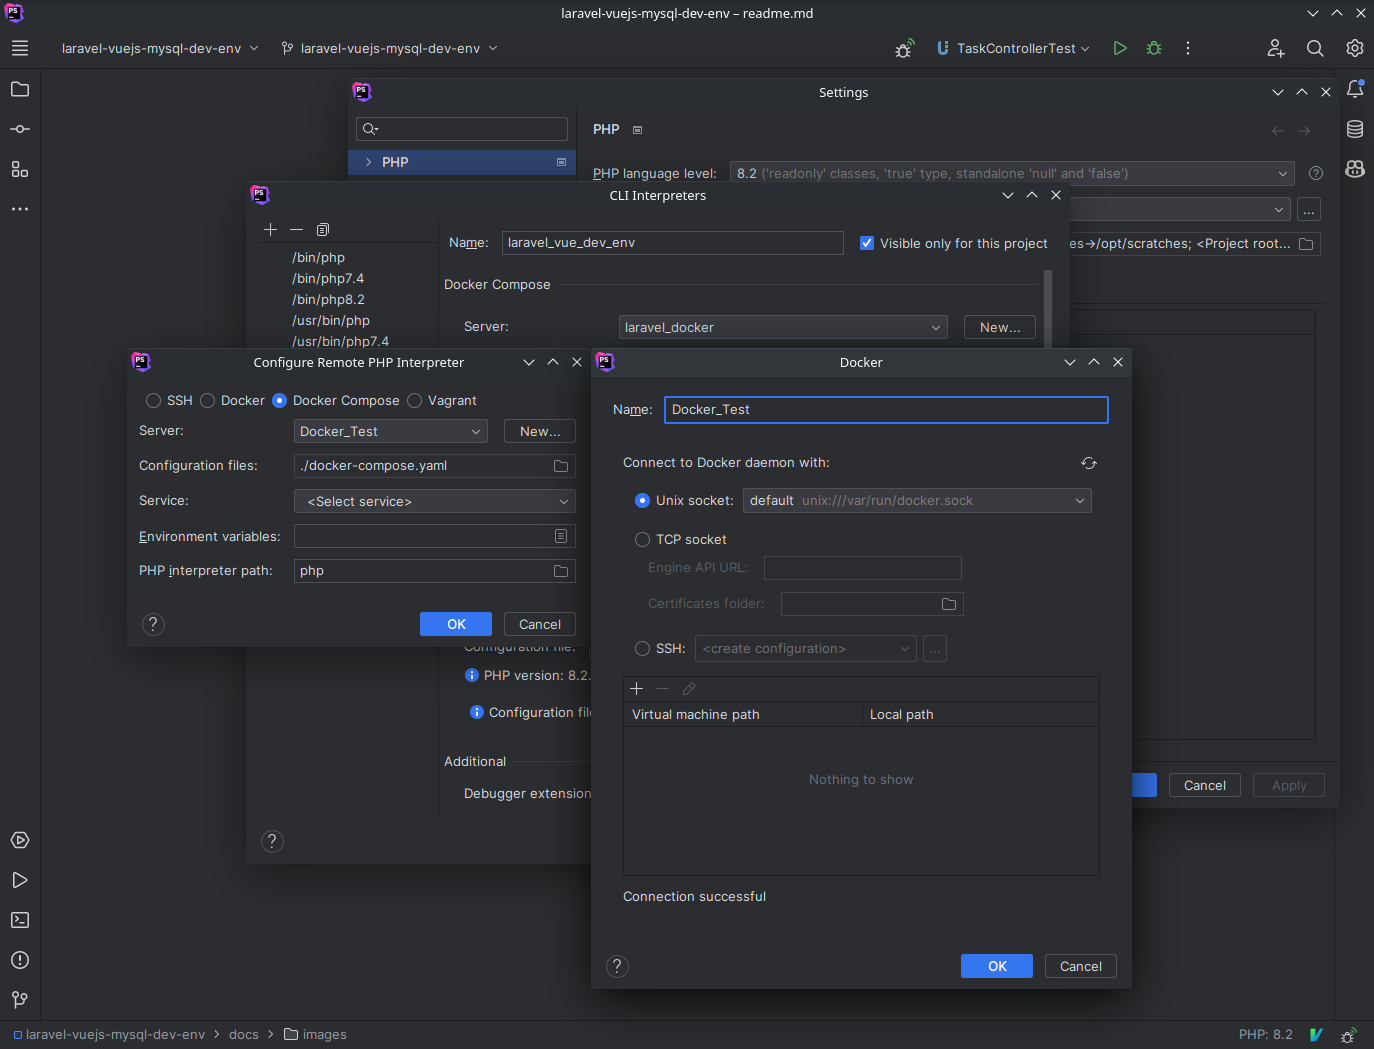 laravel-vuejs-mysql-dev-env – readme.md
laravel-vuejs-mysql-dev-env
laravel-vuejs-mysql-dev-env
TaskControllerTest
Settings
PHP
PHP
PHP language level:
8.2 ('readonly' classes, 'true' type, standalone 'null' and 'false')
...
es→/opt/scratches; <Project root...
Cancel
Apply
CLI Interpreters
/bin/php
/bin/php7.4
/bin/php8.2
/usr/bin/php
/usr/bin/php7.4
Name:
laravel_vue_dev_env
Visible only for this project
Docker Compose
Server:
laravel_docker
New...
Configuration file:
PHP version: 8.2.
Configuration file
Additional
Debugger extension
?
Configure Remote PHP Interpreter
SSH
Docker
Docker Compose
Vagrant
Server:
Docker_Test
New...
Configuration files:
./docker-compose.yaml
Service:
<Select service>
Environment variables:
PHP interpreter path:
php
?
OK
Cancel
Docker
Name:
Docker_Test
Connect to Docker daemon with:
Unix socket:
default unix:///var/run/docker.sock
TCP socket
Engine API URL:
Certificates folder:
SSH:
<create configuration>
...
Virtual machine path
Local path
Nothing to show
Connection successful
?
OK
Cancel
laravel-vuejs-mysql-dev-env > docs > images
PHP: 8.2